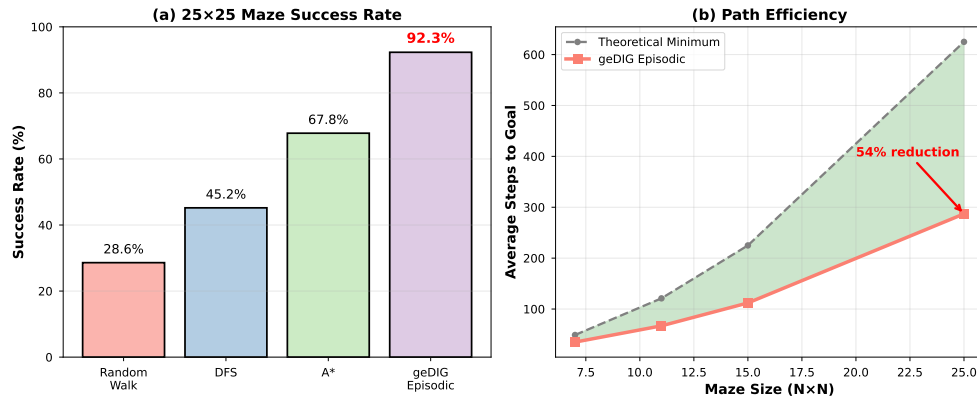 (a) 25×25 Maze Success Rate
Success Rate (%)
100
80
60
40
20
0
28.6%
45.2%
67.8%
92.3%
Random
Walk
DFS
A*
geDIG
Episodic
(b) Path Efficiency
Average Steps to Goal
600
500
400
300
200
100
Theoretical Minimum
geDIG Episodic
54% reduction
7.5
10.0
12.5
15.0
17.5
20.0
22.5
25.0
Maze Size (N×N)